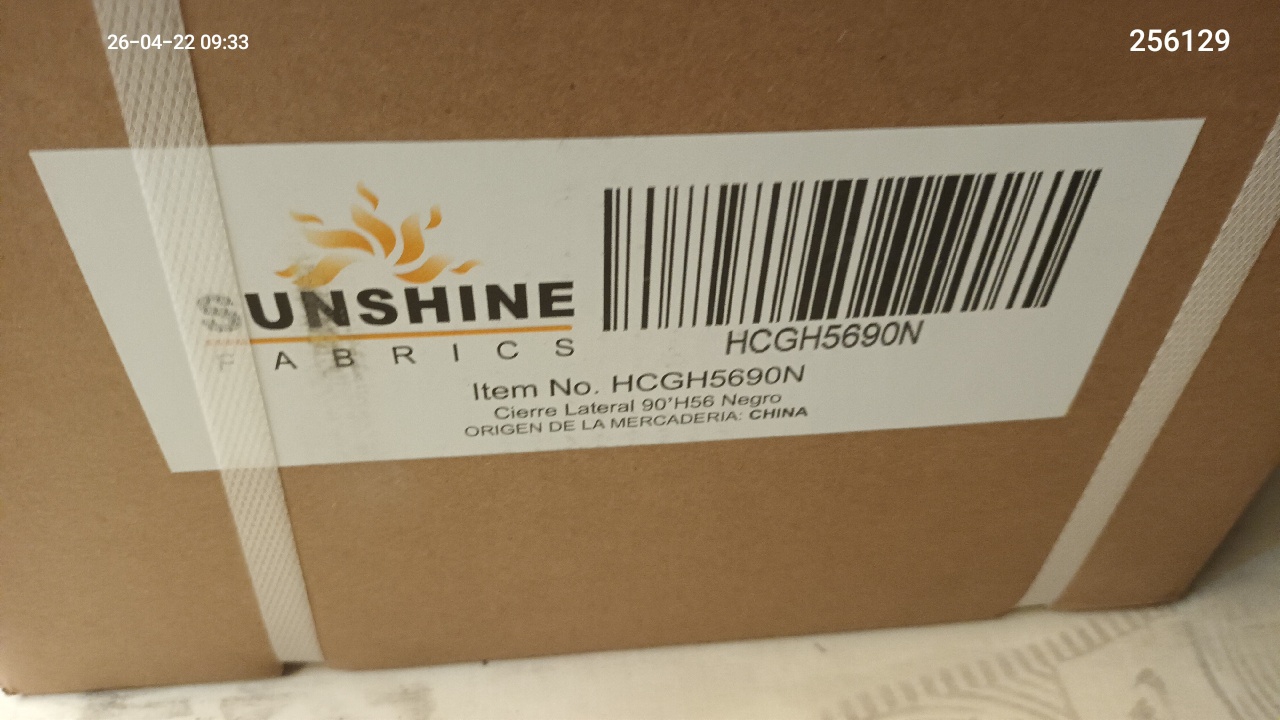 26-04-22 09:33
256129
SUNSHINE
FABRICS
HCGH5690N
Item No. HCGH5690N
Cierre Lateral 90'H56 Negro
ORIGEN DE LA MERCADERIA: CHINA